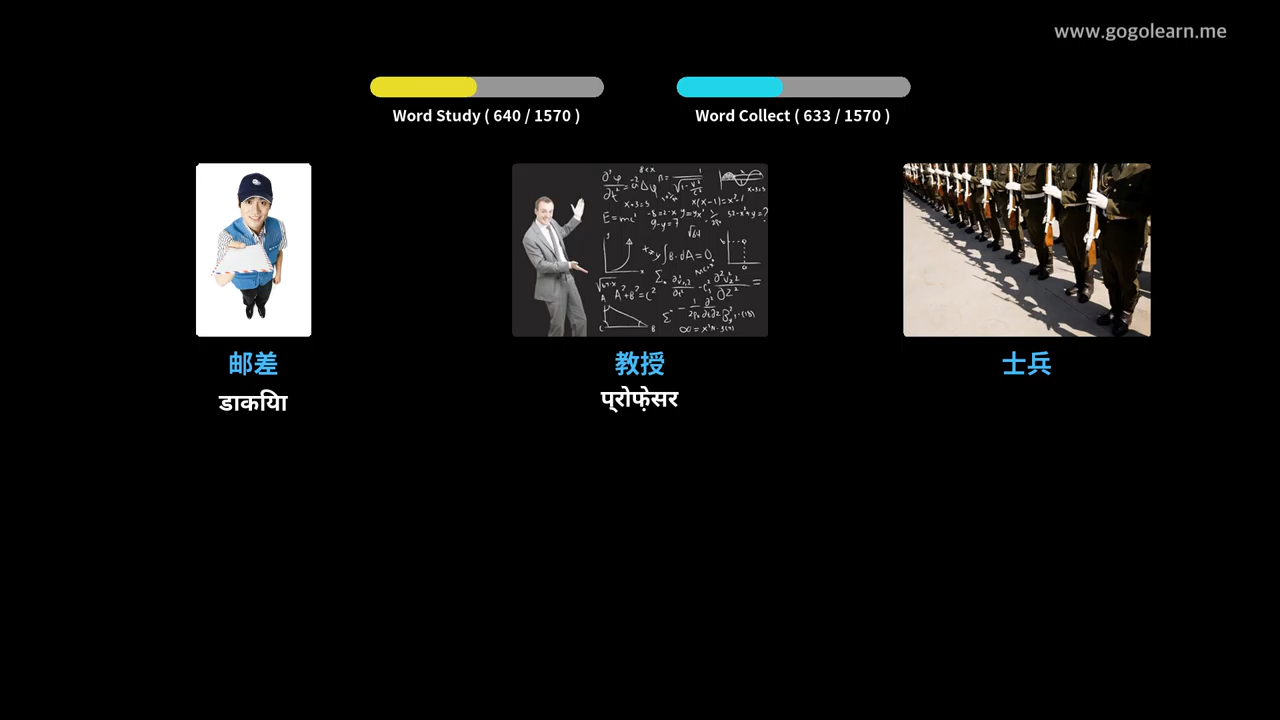 www.gogolearn.me
Word Study ( 640 / 1570 )
Word Collect ( 633 / 1570 )
邮差
教授
士兵
डाकिया
प्रोफ़ेसर